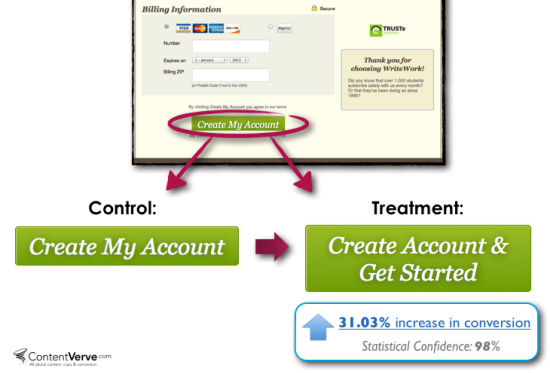 Billing Information
Secure
VISA
PayPal
TRUSTe
Number
Expires on
1 - January
2012
Billing ZIP
(or Postal Code if not in the USA)
Thank you for
choosing WriteWork!
Did you know that over 1,000 students
subscribe safely with us every month?
Or that they've been doing so since
1999?
By clicking Create My Account you agree to our terms
Create My Account
Control:
Treatment:
Create My Account
Create Account &
Get Started
31.03% increase in conversion
Statistical Confidence: 98%
ContentVerve.com
All about content, copy & conversion